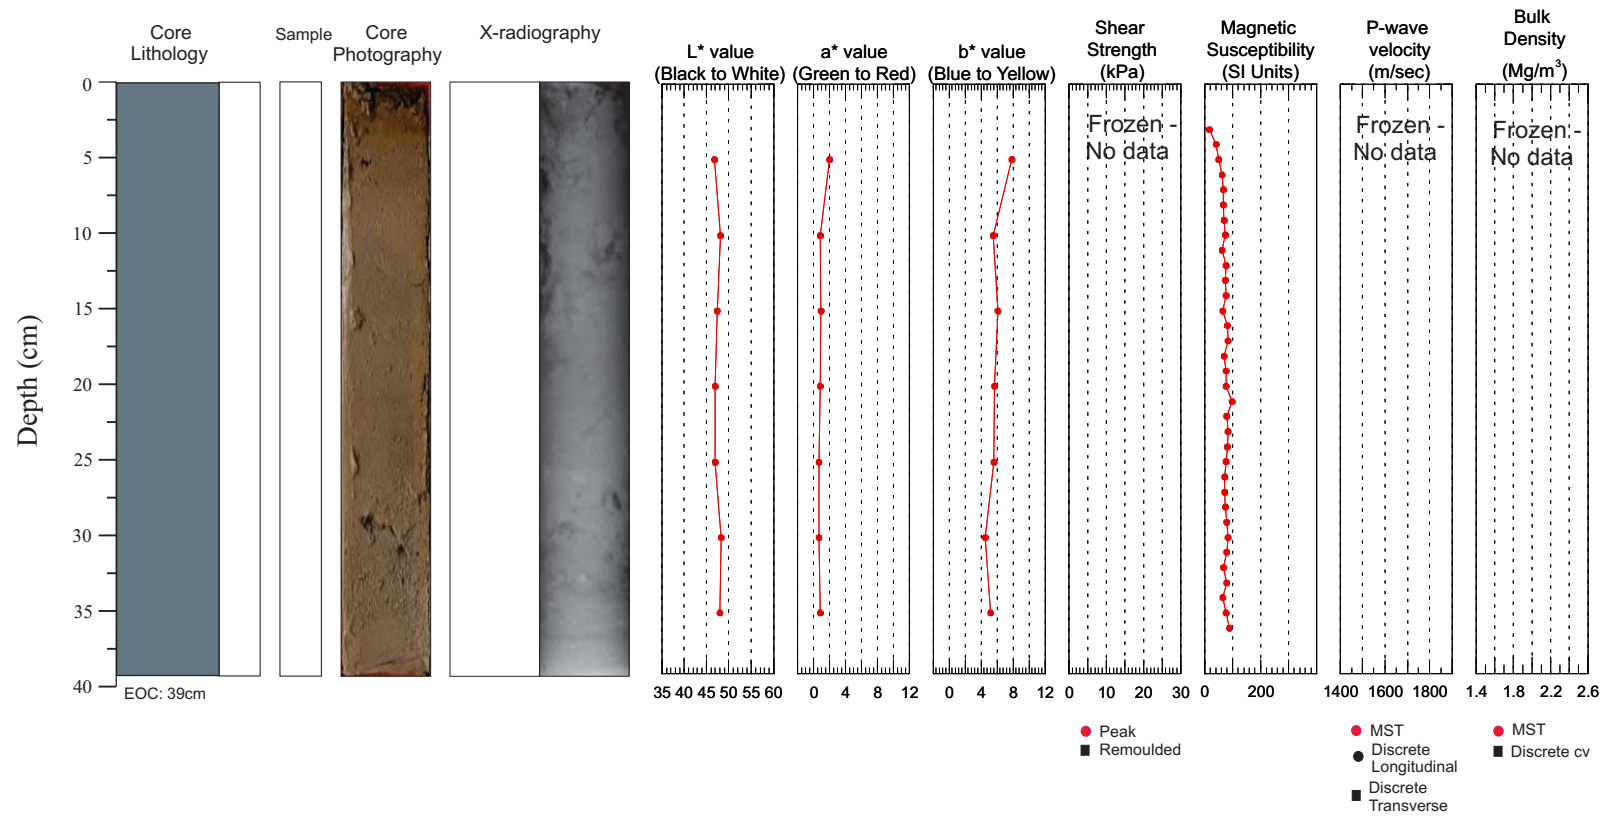 Core
Lithology
Sample
Core
Photography
X-radiography
L* value
(Black to White)
a* value
(Green to Red)
b* value
(Blue to Yellow)
Shear
Strength
(kPa)
Magnetic
Susceptibility
(SI Units)
P-wave
velocity
(m/sec)
Bulk
Density
(Mg/m³)
Depth (cm)
0
5
10
15
20
25
30
35
40
EOC: 39cm
Frozen -
No data
Frozen -
No data
Frozen -
No data
35 40 45 50 55 60
0 4 8 12
0 4 8 12
0 10 20 30
0 200
1400 1600 1800
1.4 1.8 2.2 2.6
Peak
Remoulded
MST
Discrete
Longitudinal
Discrete
Transverse
MST
Discrete cv